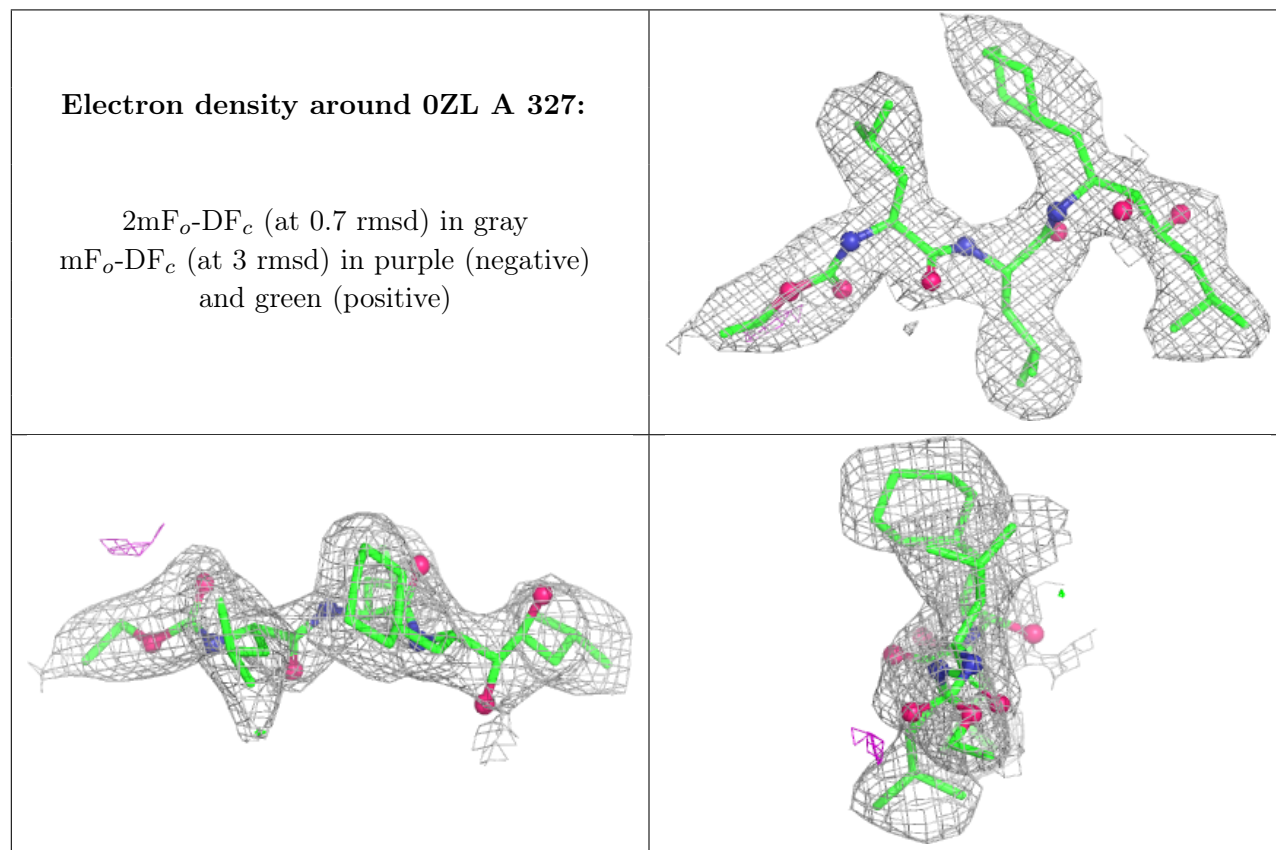 Electron density around 0ZL A 327:
2mFo-DFc (at 0.7 rmsd) in gray
mFo-DFc (at 3 rmsd) in purple (negative)
and green (positive)